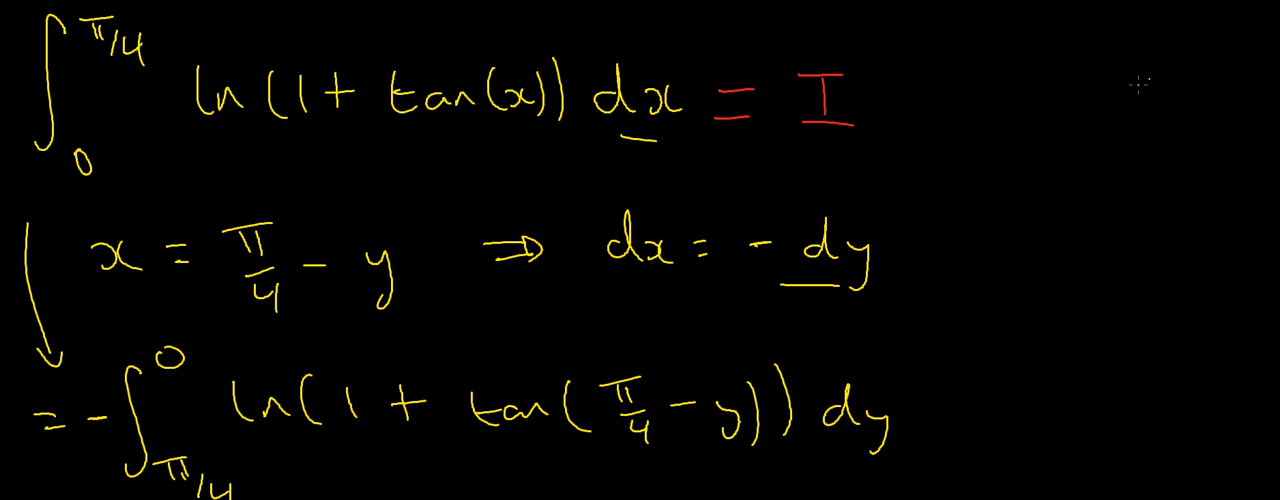 ∫₀^{π/4} ln(1 + tan(x)) dx = I
x = π/4 - y ⇒ dx = - dy
= - ∫_{π/4}^{0} ln(1 + tan(π/4 - y)) dy